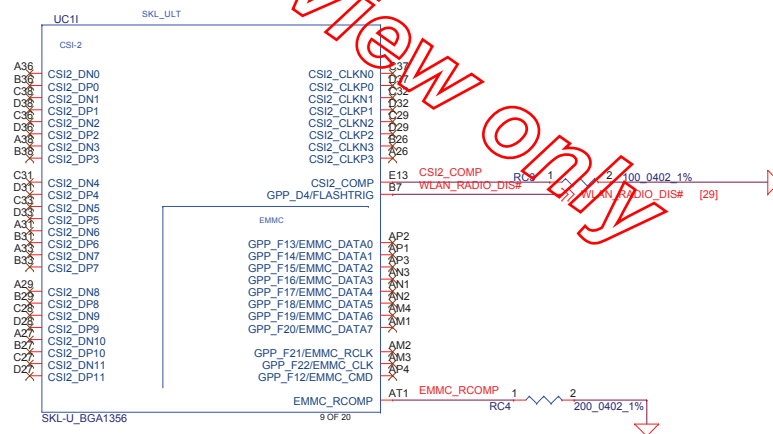 UC1I
SKL_ULT
CSI-2
A36 CSI2_DN0
B36 CSI2_DP0
C38 CSI2_DN1
D38 CSI2_DP1
C36 CSI2_DN2
D36 CSI2_DP2
A38 CSI2_DN3
B38 CSI2_DP3
C31 CSI2_DN4
D31 CSI2_DP4
C33 CSI2_DN5
D33 CSI2_DP5
A31 CSI2_DN6
B31 CSI2_DP6
A33 CSI2_DN7
B33 CSI2_DP7
A29 CSI2_DN8
B29 CSI2_DP8
C28 CSI2_DN9
D28 CSI2_DP9
A27 CSI2_DN10
B27 CSI2_DP10
C27 CSI2_DN11
D27 CSI2_DP11
CSI2_CLKN0 C37
CSI2_CLKP0 D37
CSI2_CLKN1 C32
CSI2_CLKP1 D32
CSI2_CLKN2 C29
CSI2_CLKP2 D29
CSI2_CLKN3 B26
CSI2_CLKP3 A26
CSI2_COMP E13 CSI2_COMP 1 2 100_0402_1%
GPP_D4/FLASHTRIG B7 WLAN_RADIO_DIS# WLAN_RADIO_DIS# [29]
EMMC
GPP_F13/EMMC_DATA0 AP2
GPP_F14/EMMC_DATA1 AP1
GPP_F15/EMMC_DATA2 AP3
GPP_F16/EMMC_DATA3 AN3
GPP_F17/EMMC_DATA4 AN1
GPP_F18/EMMC_DATA5 AN2
GPP_F19/EMMC_DATA6 AM4
GPP_F20/EMMC_DATA7 AM1
GPP_F21/EMMC_RCLK AM2
GPP_F22/EMMC_CLK AM3
GPP_F12/EMMC_CMD AP4
EMMC_RCOMP AT1 EMMC_RCOMP RC4 1 2 200_0402_1%
SKL-U_BGA1356
9 OF 20
view only